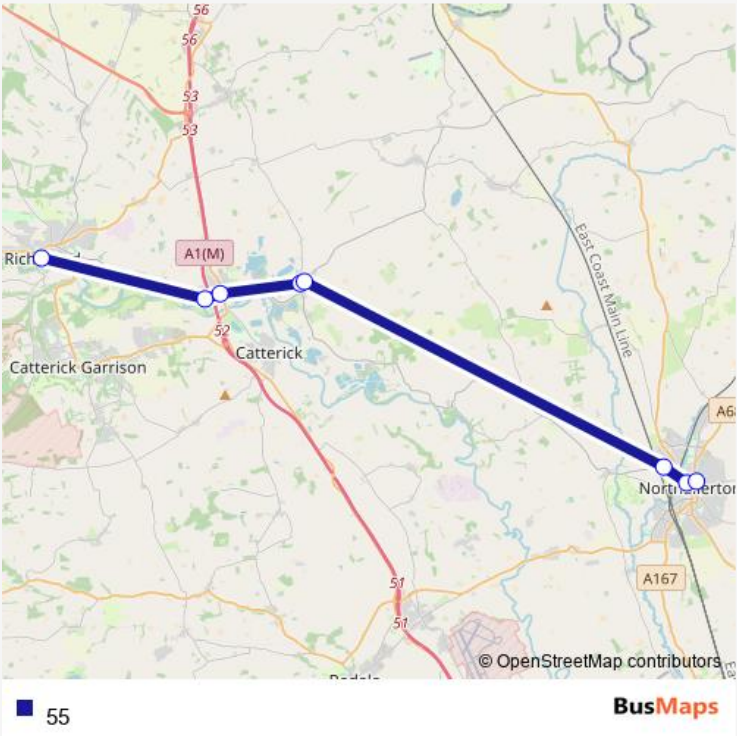 56
56
53
53
A1(M)
East Coast Main Line
52
Catterick
Catterick Garrison
A167
51
51
© OpenStreetMap contributors
55
BusMaps